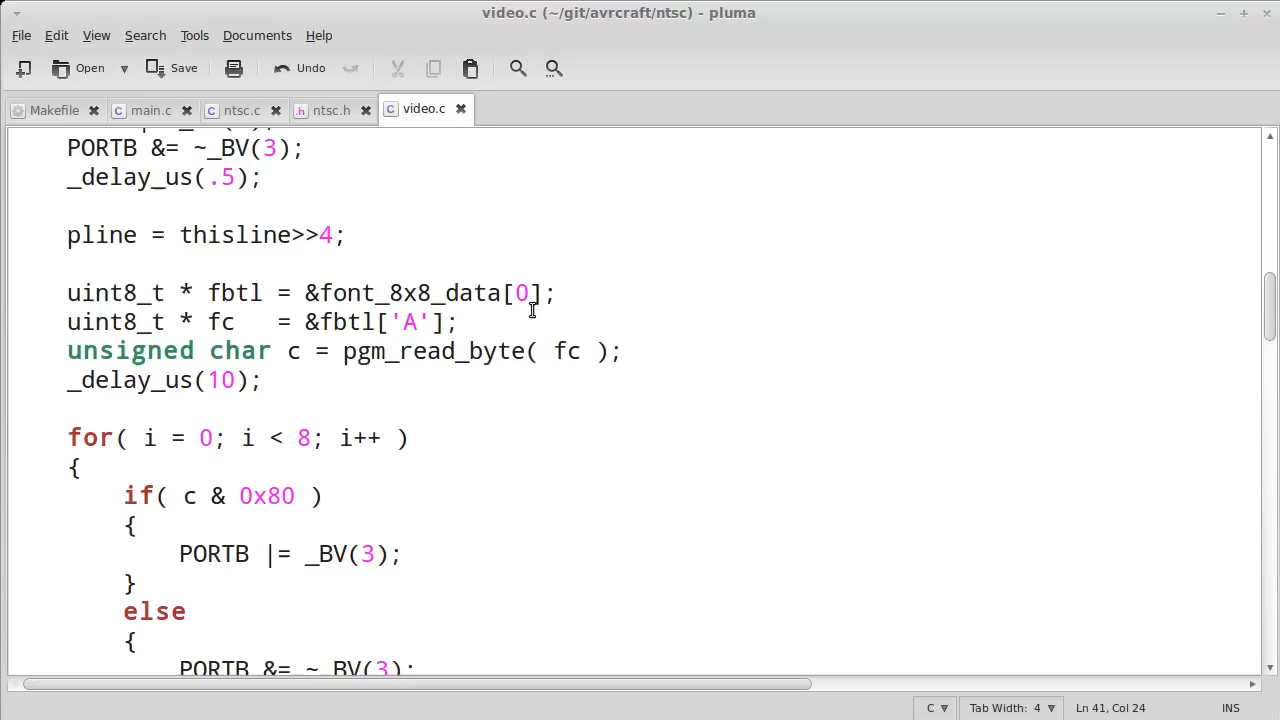 video.c (~/git/avrcraft/ntsc) - pluma
File Edit View Search Tools Documents Help
Open Save Undo
Makefile main.c ntsc.c ntsc.h video.c
PORTB &= ~_BV(3);
_delay_us(.5);
pline = thisline>>4;
uint8_t * fbtl = &font_8x8_data[0];
uint8_t * fc   = &fbtl['A'];
unsigned char c = pgm_read_byte( fc );
_delay_us(10);
for( i = 0; i < 8; i++ )
{
if( c & 0x80 )
{
PORTB |= _BV(3);
}
else
{
PORTB &= ~_BV(3);
C Tab Width: 4 Ln 41, Col 24 INS